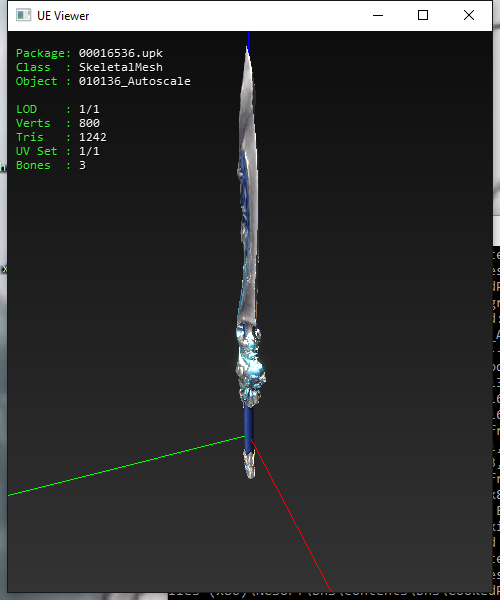 UE Viewer
Package: 00016536.upk
Class  : SkeletalMesh
Object : 010136_Autoscale
LOD    : 1/1
Verts  : 800
Tris   : 1242
UV Set : 1/1
Bones  : 3